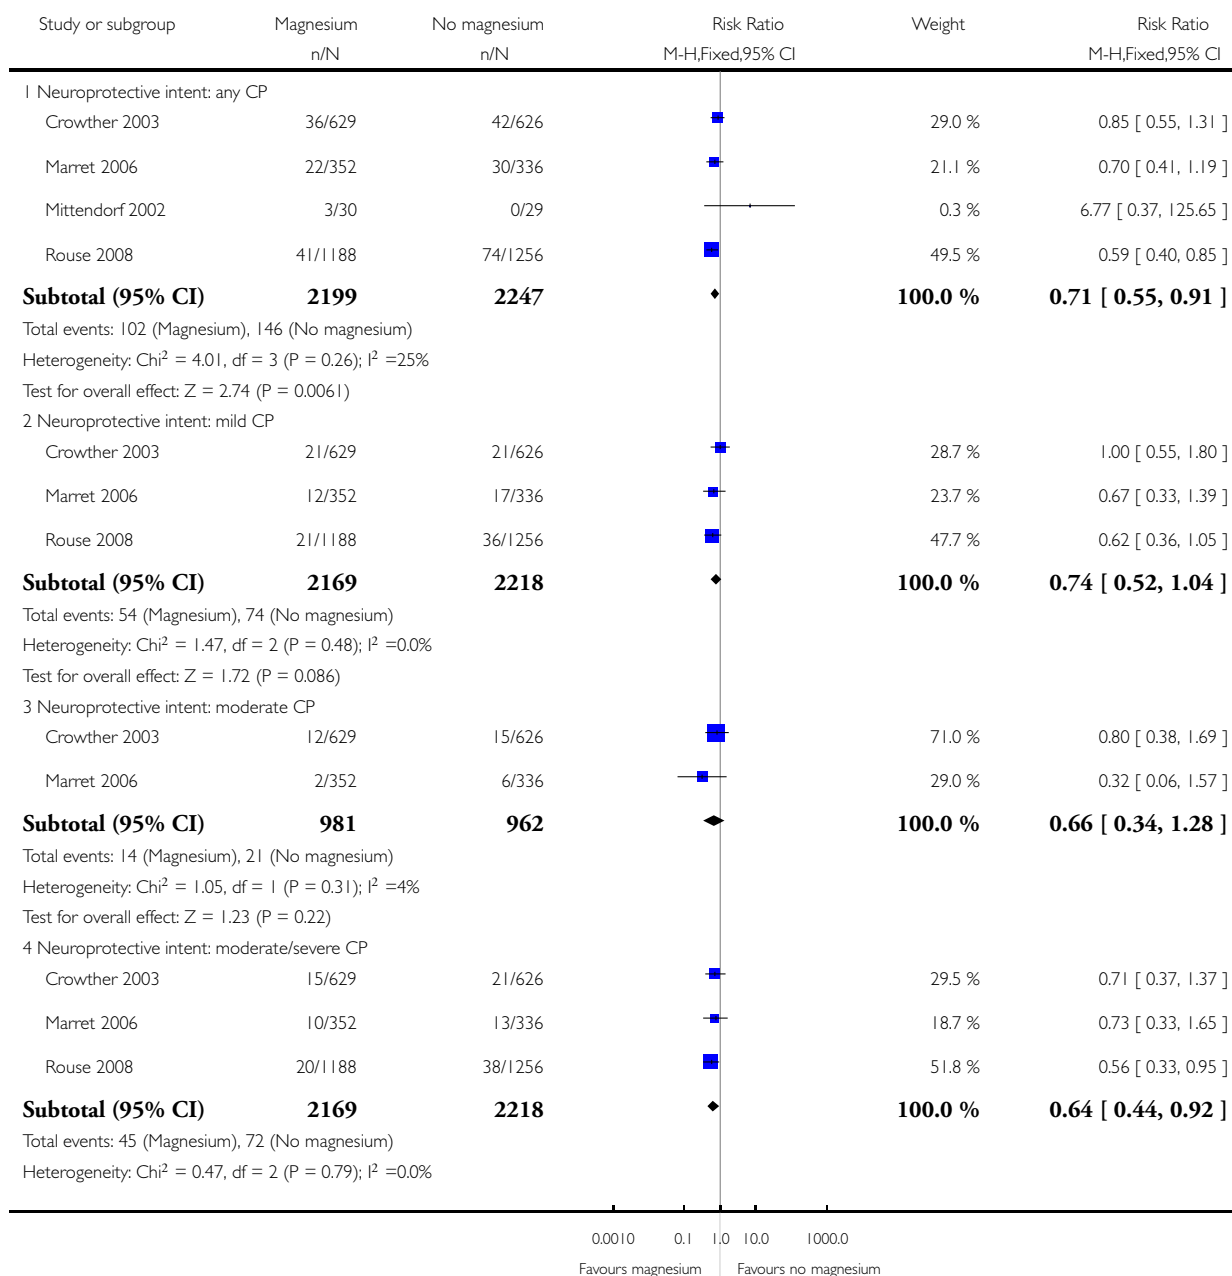 Study or subgroup Magnesium No magnesium Risk Ratio Weight Risk Ratio
n/N n/N M-H,Fixed,95% CI M-H,Fixed,95% CI
1 Neuroprotective intent: any CP
Crowther 2003 36/629 42/626 29.0 % 0.85 [ 0.55, 1.31 ]
Marret 2006 22/352 30/336 21.1 % 0.70 [ 0.41, 1.19 ]
Mittendorf 2002 3/30 0/29 0.3 % 6.77 [ 0.37, 125.65 ]
Rouse 2008 41/1188 74/1256 49.5 % 0.59 [ 0.40, 0.85 ]
Subtotal (95% CI) 2199 2247 100.0 % 0.71 [ 0.55, 0.91 ]
Total events: 102 (Magnesium), 146 (No magnesium)
Heterogeneity: Chi² = 4.01, df = 3 (P = 0.26); I² =25%
Test for overall effect: Z = 2.74 (P = 0.0061)
2 Neuroprotective intent: mild CP
Crowther 2003 21/629 21/626 28.7 % 1.00 [ 0.55, 1.80 ]
Marret 2006 12/352 17/336 23.7 % 0.67 [ 0.33, 1.39 ]
Rouse 2008 21/1188 36/1256 47.7 % 0.62 [ 0.36, 1.05 ]
Subtotal (95% CI) 2169 2218 100.0 % 0.74 [ 0.52, 1.04 ]
Total events: 54 (Magnesium), 74 (No magnesium)
Heterogeneity: Chi² = 1.47, df = 2 (P = 0.48); I² =0.0%
Test for overall effect: Z = 1.72 (P = 0.086)
3 Neuroprotective intent: moderate CP
Crowther 2003 12/629 15/626 71.0 % 0.80 [ 0.38, 1.69 ]
Marret 2006 2/352 6/336 29.0 % 0.32 [ 0.06, 1.57 ]
Subtotal (95% CI) 981 962 100.0 % 0.66 [ 0.34, 1.28 ]
Total events: 14 (Magnesium), 21 (No magnesium)
Heterogeneity: Chi² = 1.05, df = 1 (P = 0.31); I² =4%
Test for overall effect: Z = 1.23 (P = 0.22)
4 Neuroprotective intent: moderate/severe CP
Crowther 2003 15/629 21/626 29.5 % 0.71 [ 0.37, 1.37 ]
Marret 2006 10/352 13/336 18.7 % 0.73 [ 0.33, 1.65 ]
Rouse 2008 20/1188 38/1256 51.8 % 0.56 [ 0.33, 0.95 ]
Subtotal (95% CI) 2169 2218 100.0 % 0.64 [ 0.44, 0.92 ]
Total events: 45 (Magnesium), 72 (No magnesium)
Heterogeneity: Chi² = 0.47, df = 2 (P = 0.79); I² =0.0%
0.0010 0.1 1.0 10.0 1000.0
Favours magnesium Favours no magnesium